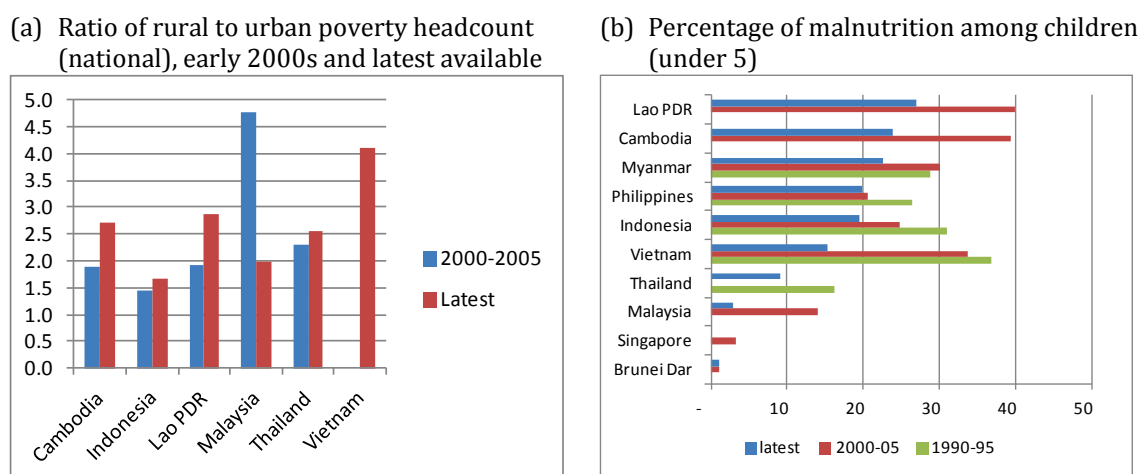 (a) Ratio of rural to urban poverty headcount
(national), early 2000s and latest available
5.0
4.5
4.0
3.5
3.0
2.5
2.0
1.5
1.0
0.5
0.0
Cambodia
Indonesia
Lao PDR
Malaysia
Thailand
Vietnam
2000-2005
Latest
(b) Percentage of malnutrition among children
(under 5)
Lao PDR
Cambodia
Myanmar
Philippines
Indonesia
Vietnam
Thailand
Malaysia
Singapore
Brunei Dar
- 10 20 30 40 50
latest 2000-05 1990-95